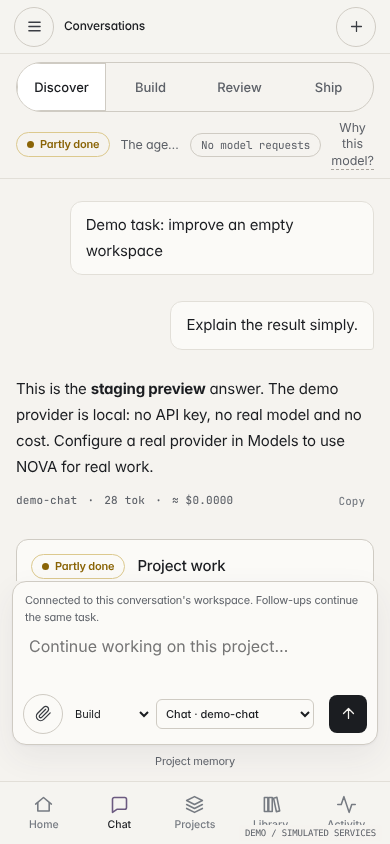 Conversations
Discover
Build
Review
Ship
Partly done
The age...
No model requests
Why
this
model?
Demo task: improve an empty
workspace
Explain the result simply.
This is the staging preview answer. The demo
provider is local: no API key, no real model and no
cost. Configure a real provider in Models to use
NOVA for real work.
demo-chat · 28 tok · ≈ $0.0000
Copy
Partly done
Project work
Connected to this conversation's workspace. Follow-ups continue
the same task.
Continue working on this project...
Build
Chat · demo-chat
Project memory
Home
Chat
Projects
Library
Activity
DEMO / SIMULATED SERVICES